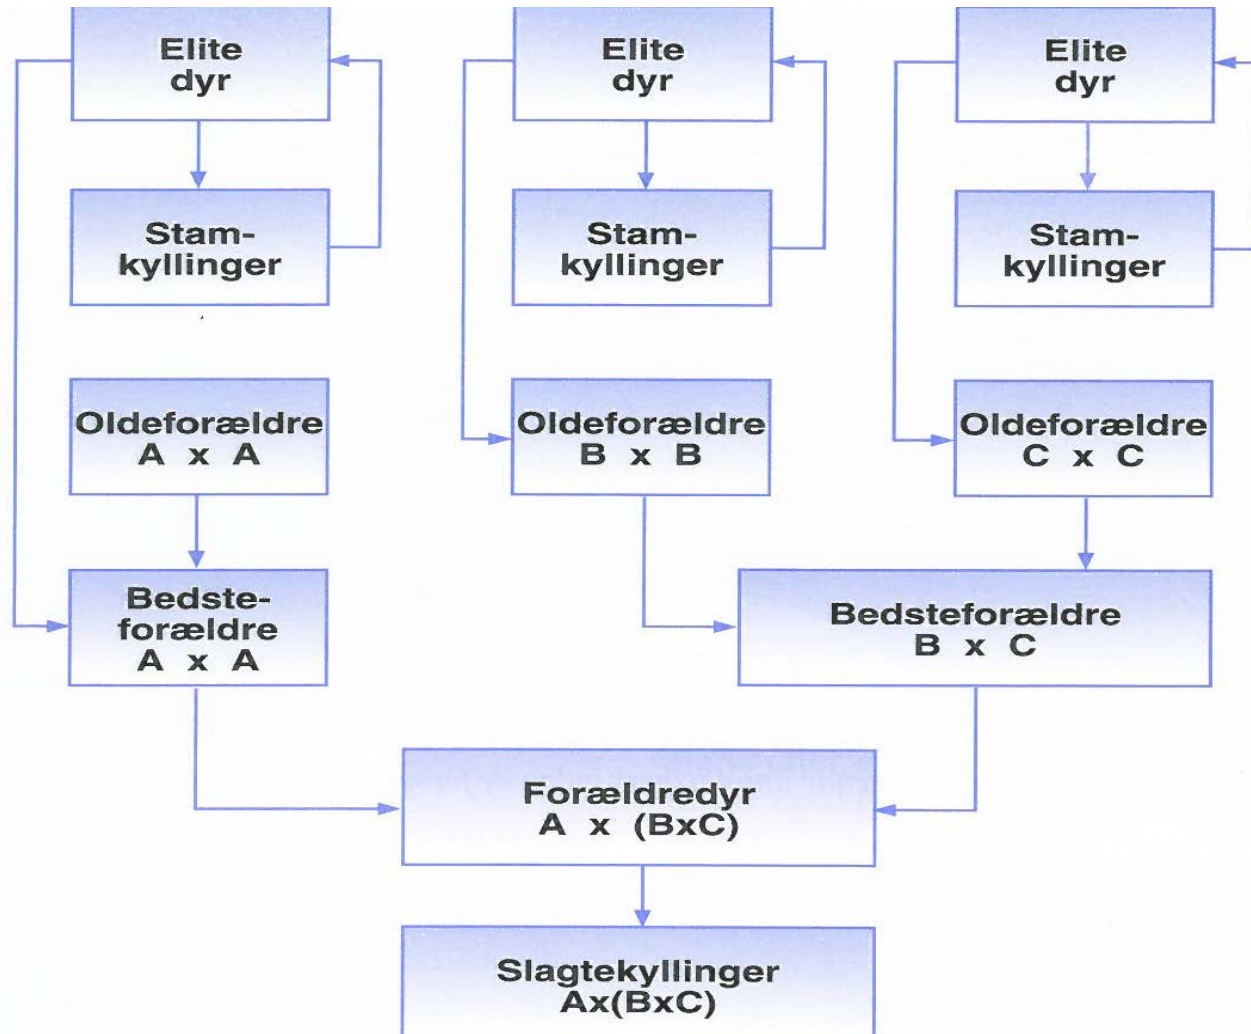 Elite
dyr
Elite
dyr
Elite
dyr
Stam-
kyllinger
Stam-
kyllinger
Stam-
kyllinger
Oldeforældre
A x A
Oldeforældre
B x B
Oldeforældre
C x C
Bedste-
forældre
A x A
Bedsteforældre
B x C
Forældredyr
A x (BxC)
Slagtekyllinger
Ax(BxC)